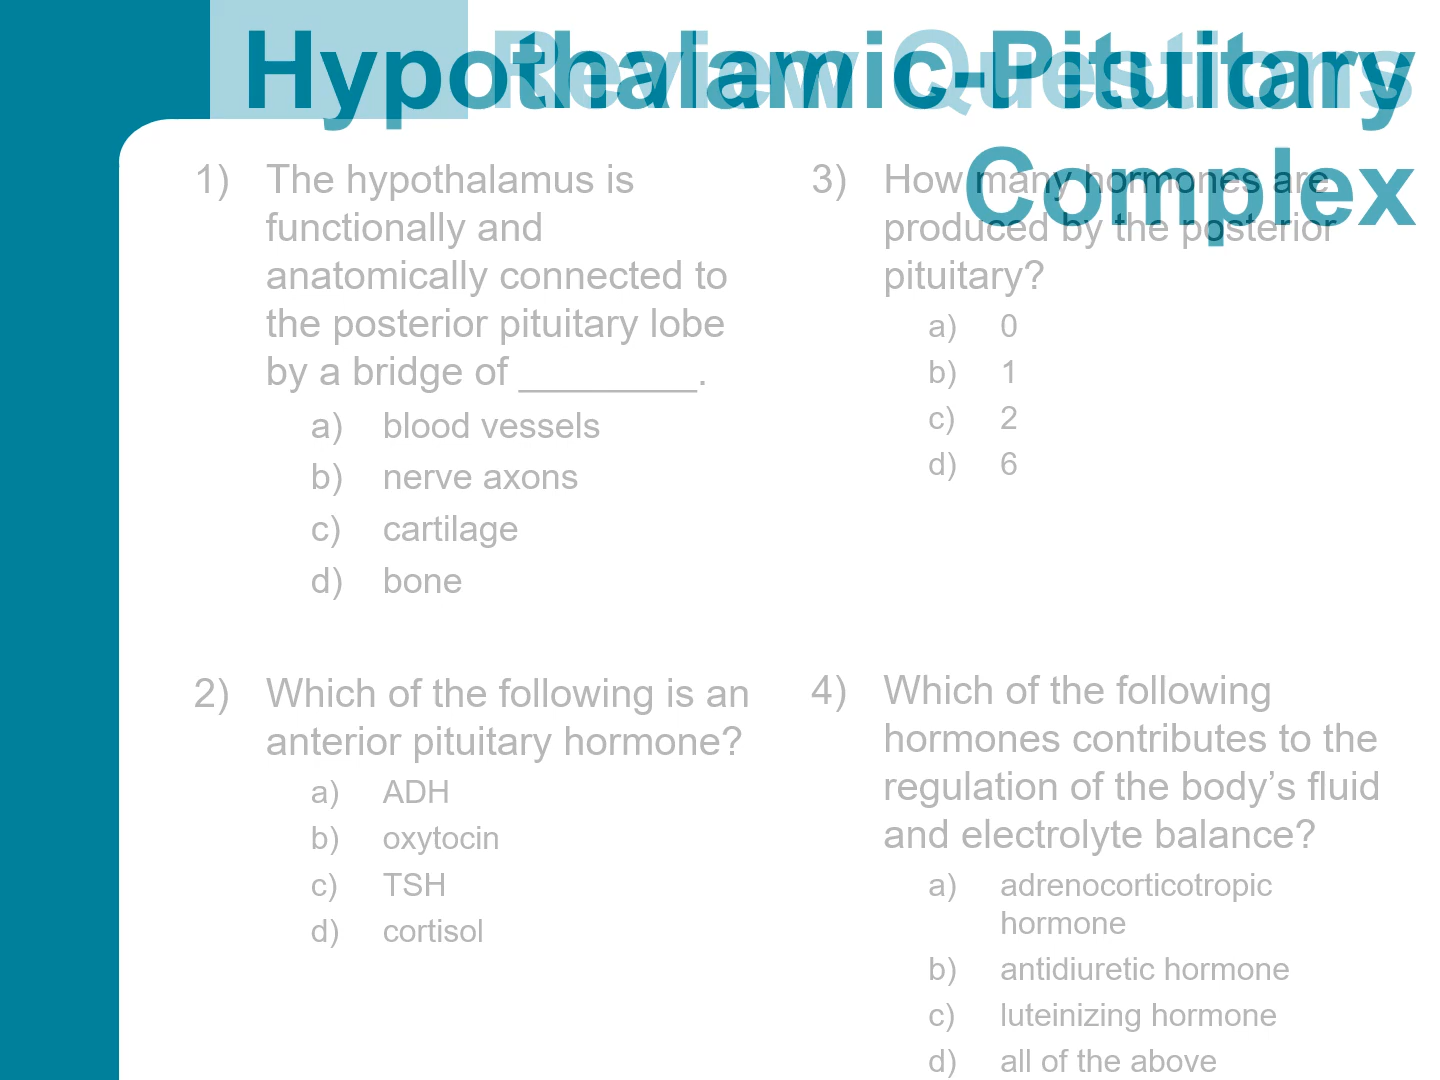 Hypothalamic-Pituitary
Complex
Review Questions
1) The hypothalamus is
functionally and
anatomically connected to
the posterior pituitary lobe
by a bridge of ________.
a) blood vessels
b) nerve axons
c) cartilage
d) bone
2) Which of the following is an
anterior pituitary hormone?
a) ADH
b) oxytocin
c) TSH
d) cortisol
3) How many hormones are
produced by the posterior
pituitary?
a) 0
b) 1
c) 2
d) 6
4) Which of the following
hormones contributes to the
regulation of the body’s fluid
and electrolyte balance?
a) adrenocorticotropic
hormone
b) antidiuretic hormone
c) luteinizing hormone
d) all of the above